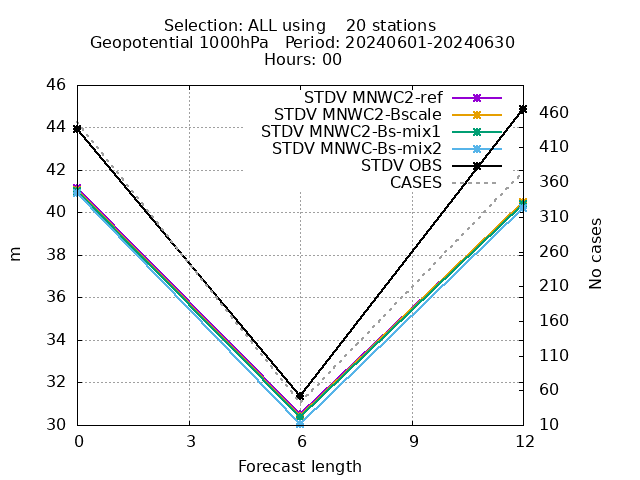 Selection: ALL using    20 stations
Geopotential 1000hPa   Period: 20240601-20240630
Hours: 00
STDV MNWC2-ref
STDV MNWC2-Bscale
STDV MNWC2-Bs-mix1
STDV MNWC-Bs-mix2
STDV OBS
CASES
46
44
42
40
38
36
34
32
30
m
460
410
360
310
260
210
160
110
60
10
No cases
0 3 6 9 12
Forecast length